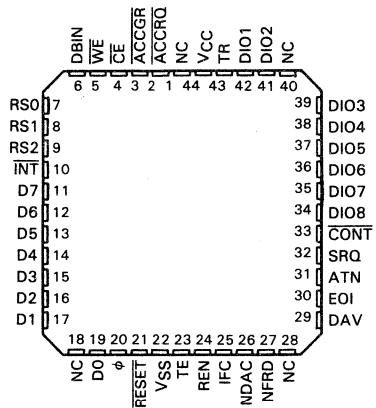 DBIN WE CE ACCGR ACCRQ NC VCC TR DIO1 DIO2 NC
6 5 4 3 2 1 44 43 42 41 40
RS0 7
RS1 8
RS2 9
INT 10
D7 11
D6 12
D5 13
D4 14
D3 15
D2 16
D1 17
39 DIO3
38 DIO4
37 DIO5
36 DIO6
35 DIO7
34 DIO8
33 CONT
32 SRQ
31 ATN
30 EOI
29 DAV
18 19 20 21 22 23 24 25 26 27 28
NC D0 ϕ RESET VSS TE REN IFC NDAC NFRD NC